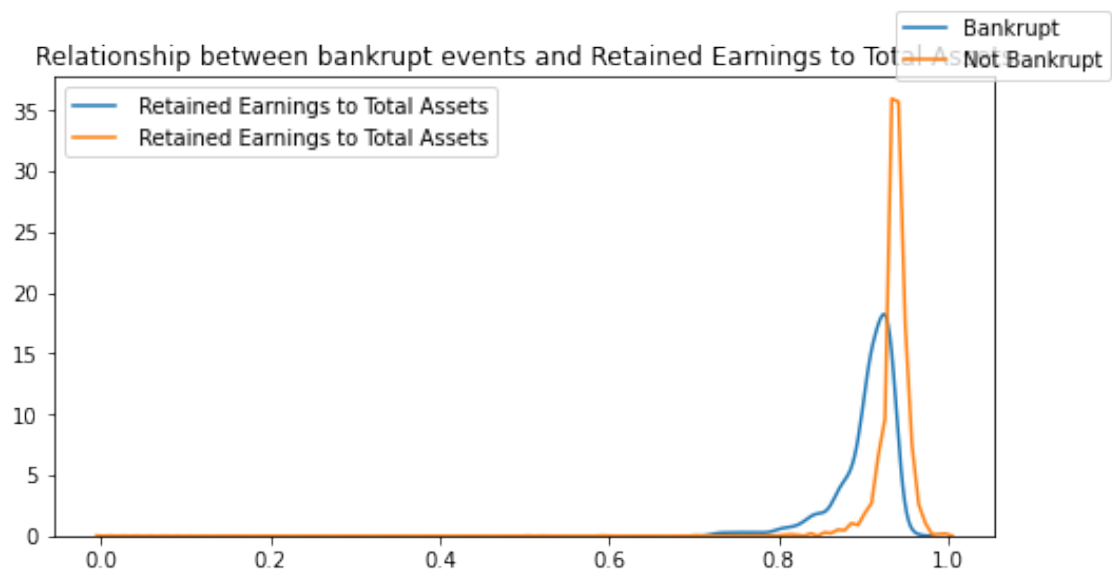 Bankrupt
Not Bankrupt
Relationship between bankrupt events and Retained Earnings to Total Assets
Retained Earnings to Total Assets
Retained Earnings to Total Assets
35
30
25
20
15
10
5
0
0.0 0.2 0.4 0.6 0.8 1.0